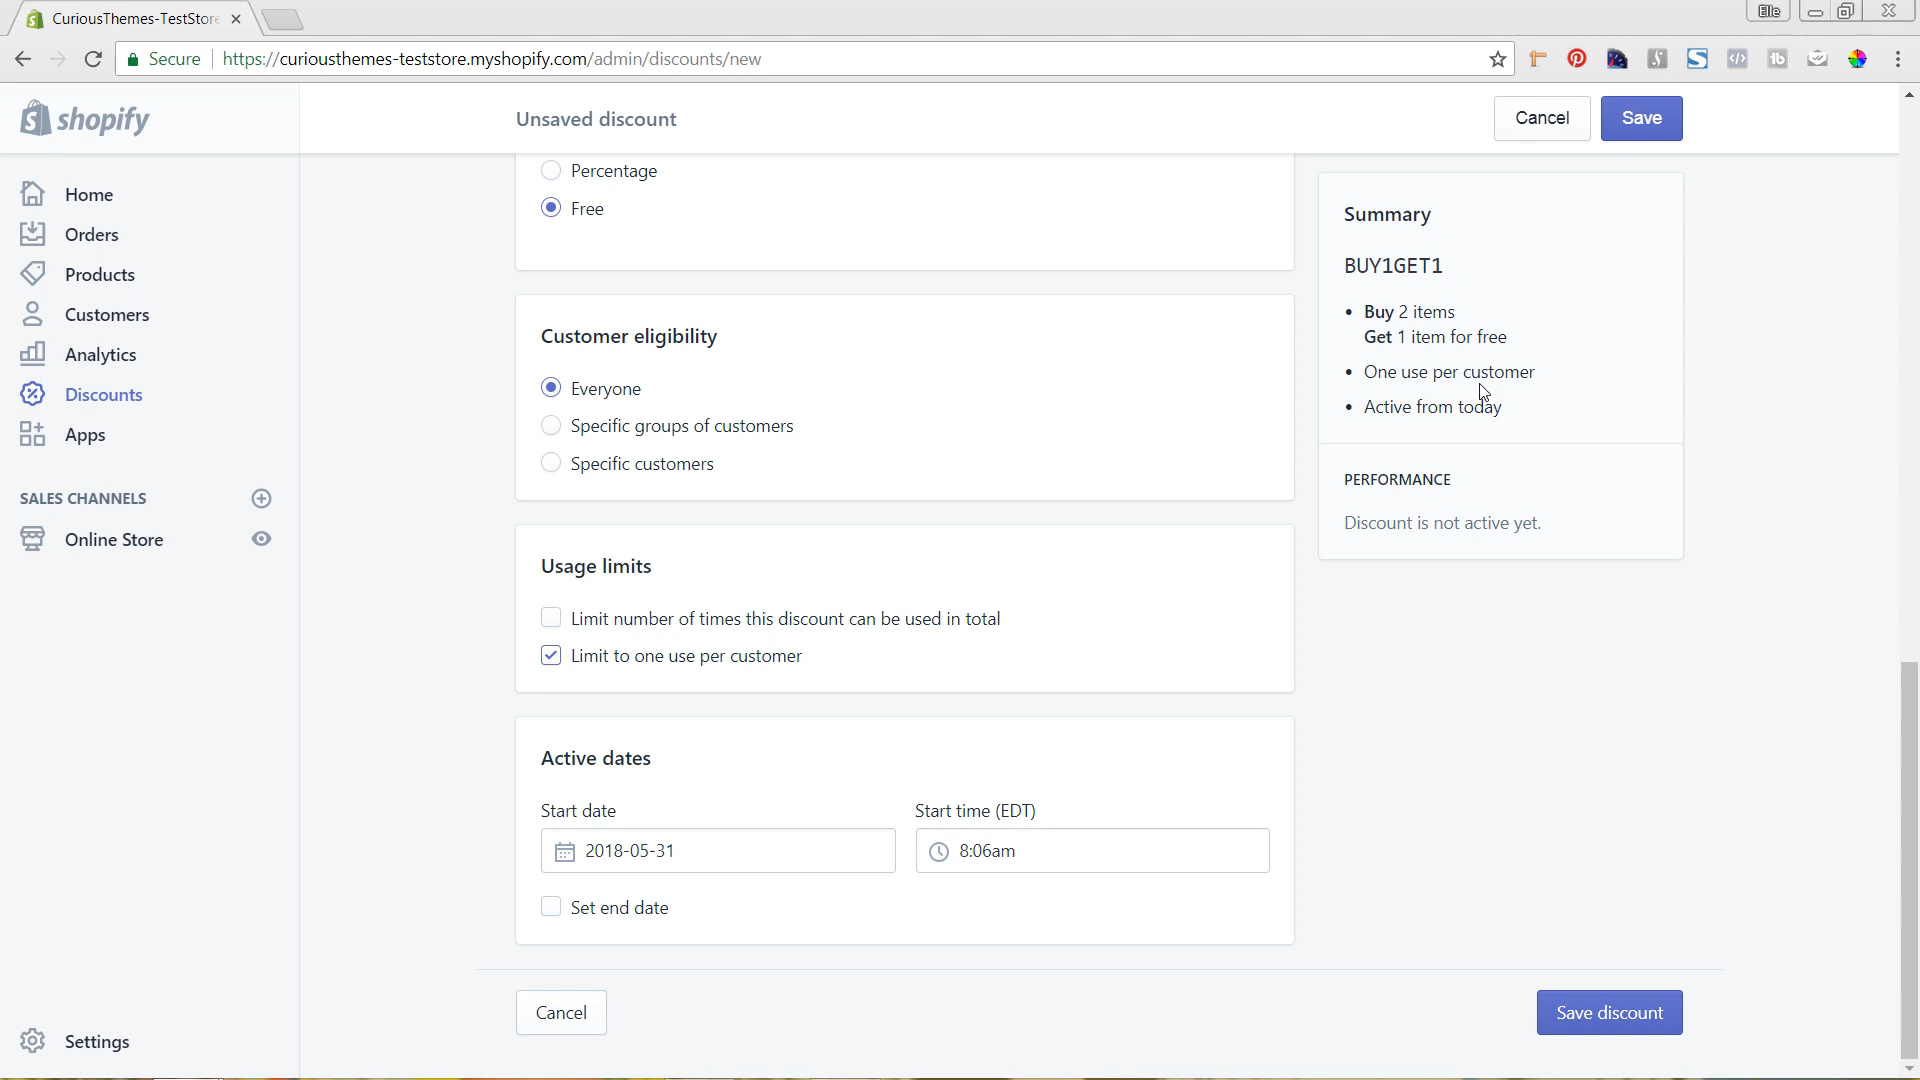 CuriousThemes-TestStore
Elle
Secure
https://curiousthemes-teststore.myshopify.com/admin/discounts/new
shopify
Unsaved discount
Cancel
Save
Home
Orders
Products
Customers
Analytics
Discounts
Apps
SALES CHANNELS
Online Store
Settings
Percentage
Free
Customer eligibility
Everyone
Specific groups of customers
Specific customers
Usage limits
Limit number of times this discount can be used in total
Limit to one use per customer
Active dates
Start date
Start time (EDT)
2018-05-31
8:06am
Set end date
Cancel
Save discount
Summary
BUY1GET1
• Buy 2 items
Get 1 item for free
• One use per customer
• Active from today
PERFORMANCE
Discount is not active yet.